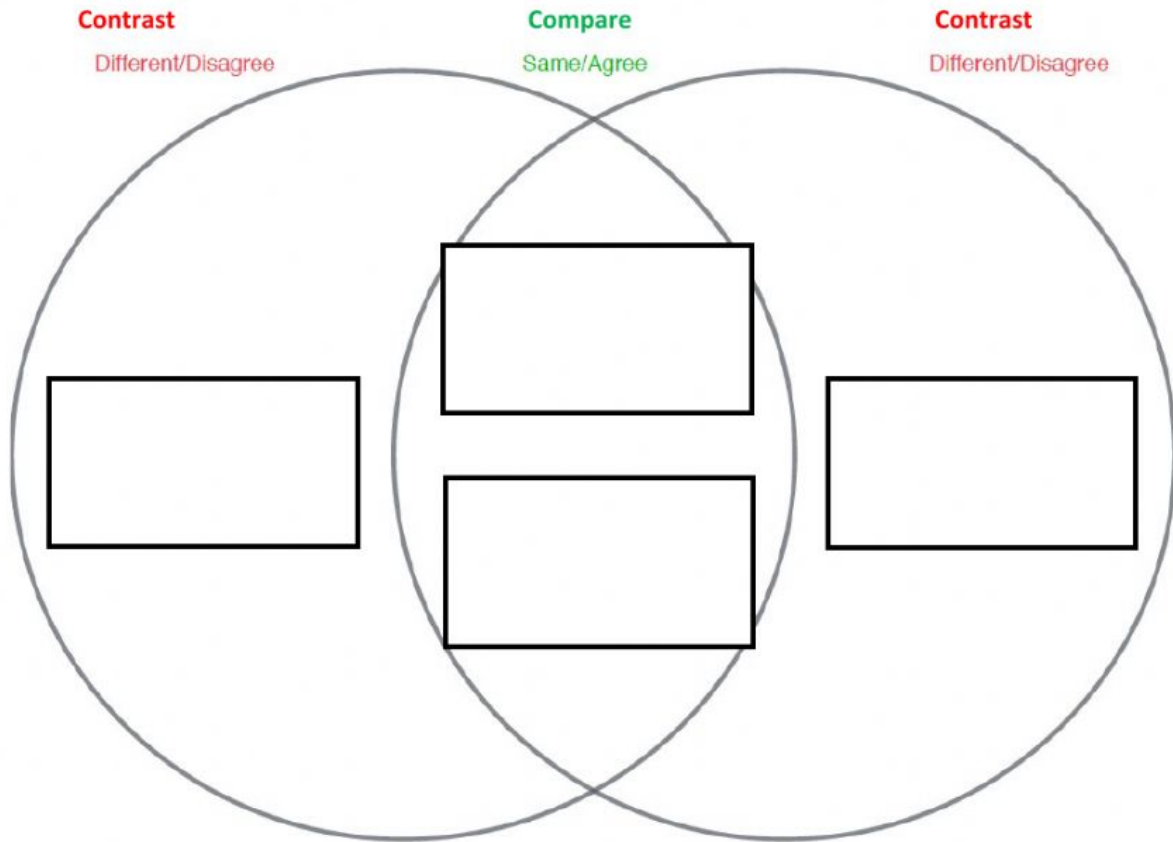 Contrast
Compare
Contrast
Different/Disagree
Same/Agree
Different/Disagree